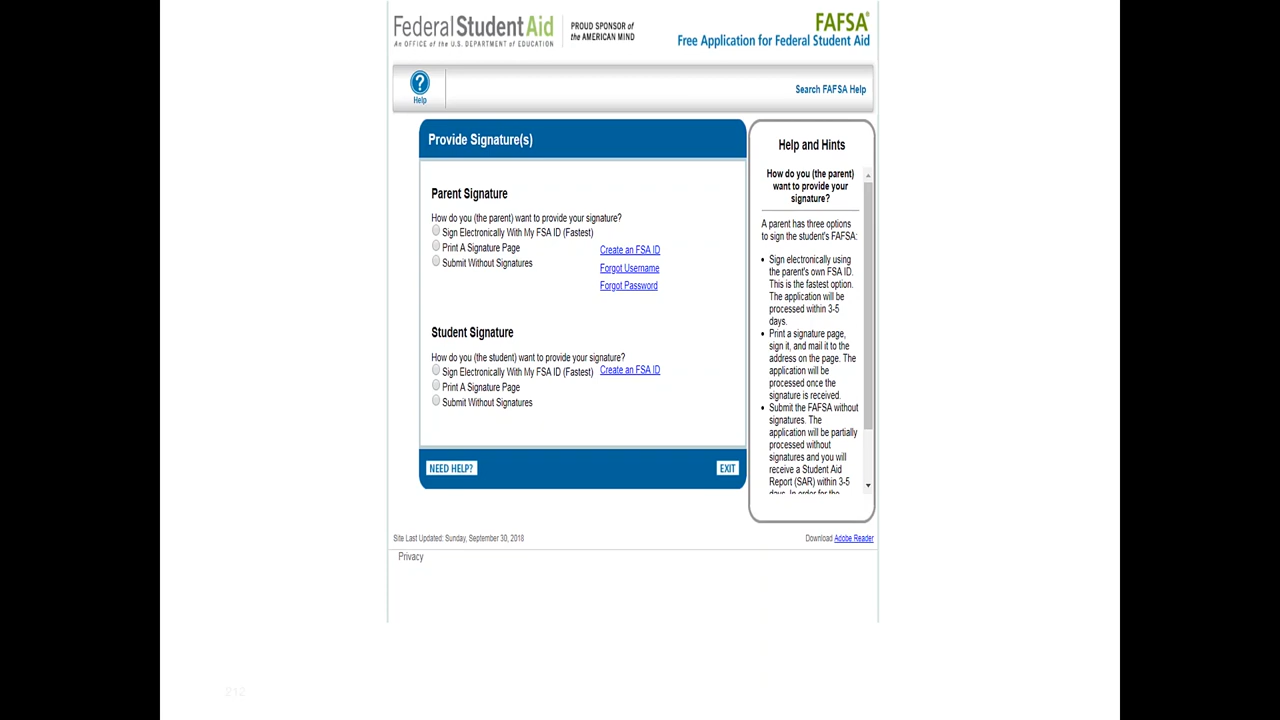 Federal Student Aid
An OFFICE of the U.S. DEPARTMENT of EDUCATION
PROUD SPONSOR of
the AMERICAN MIND
FAFSA®
Free Application for Federal Student Aid
?
Help
Search FAFSA Help
Provide Signature(s)
Parent Signature
How do you (the parent) want to provide your signature?
Sign Electronically With My FSA ID (Fastest)
Print A Signature Page
Submit Without Signatures
Create an FSA ID
Forgot Username
Forgot Password
Student Signature
How do you (the student) want to provide your signature?
Sign Electronically With My FSA ID (Fastest)
Create an FSA ID
Print A Signature Page
Submit Without Signatures
NEED HELP?
EXIT
Help and Hints
How do you (the parent)
want to provide your
signature?
A parent has three options
to sign the student's FAFSA:
• Sign electronically using
the parent's own FSA ID.
This is the fastest option.
The application will be
processed within 3-5
days.
• Print a signature page,
sign it, and mail it to the
address on the page. The
application will be
processed once the
signature is received.
• Submit the FAFSA without
signatures. The
application will be partially
processed without
signatures and you will
receive a Student Aid
Report (SAR) within 3-5
days. In order for the
Site Last Updated: Sunday, September 30, 2018
Download Adobe Reader
Privacy
212